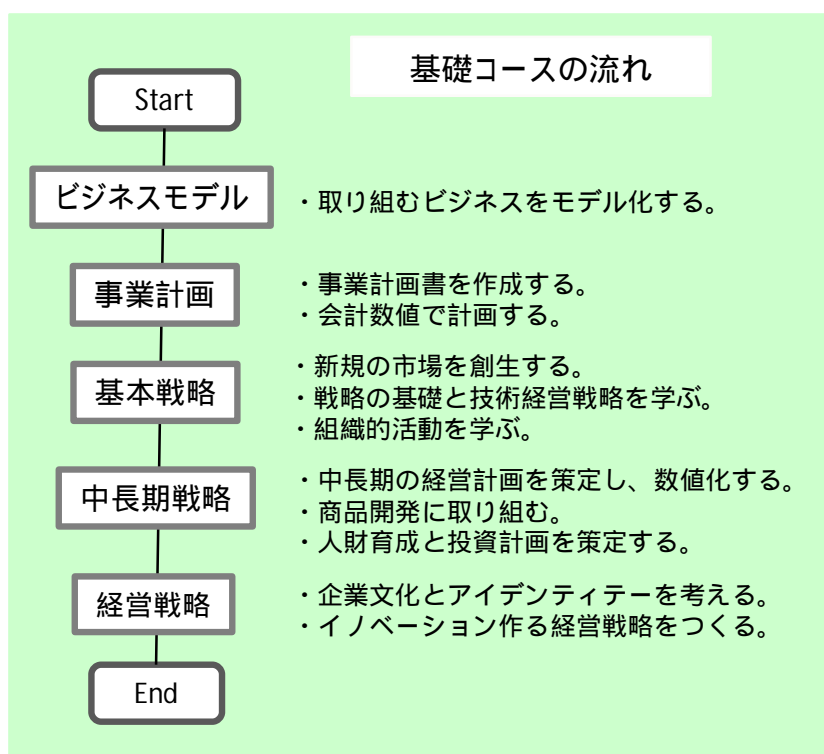 基礎コースの流れ
Start
ビジネスモデル
・取り組むビジネスをモデル化する。
事業計画
・事業計画書を作成する。
・会計数値で計画する。
基本戦略
・新規の市場を創生する。
・戦略の基礎と技術経営戦略を学ぶ。
・組織的活動を学ぶ。
中長期戦略
・中長期の経営計画を策定し、数値化する。
・商品開発に取り組む。
・人財育成と投資計画を策定する。
経営戦略
・企業文化とアイデンティテーを考える。
・イノベーション作る経営戦略をつくる。
End